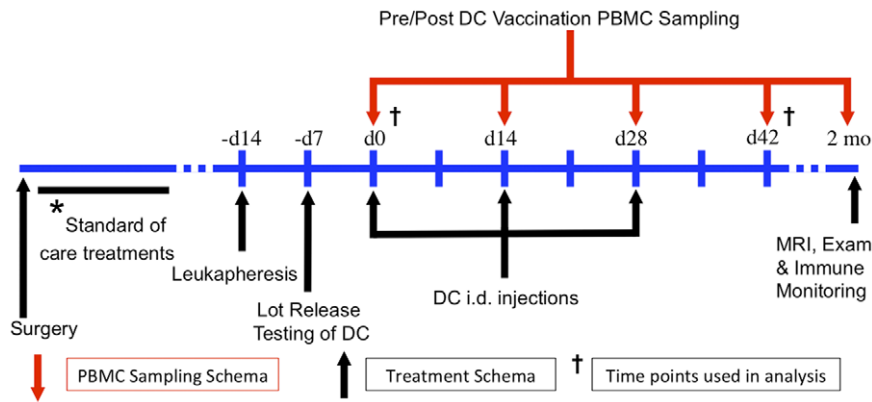 Pre/Post DC Vaccination PBMC Sampling
† †
-d14 -d7 d0 d14 d28 d42 2 mo
*
Standard of
care treatments
Leukapheresis
Lot Release
Testing of DC
DC i.d. injections
MRI, Exam
& Immune
Monitoring
Surgery
PBMC Sampling Schema
Treatment Schema
† Time points used in analysis